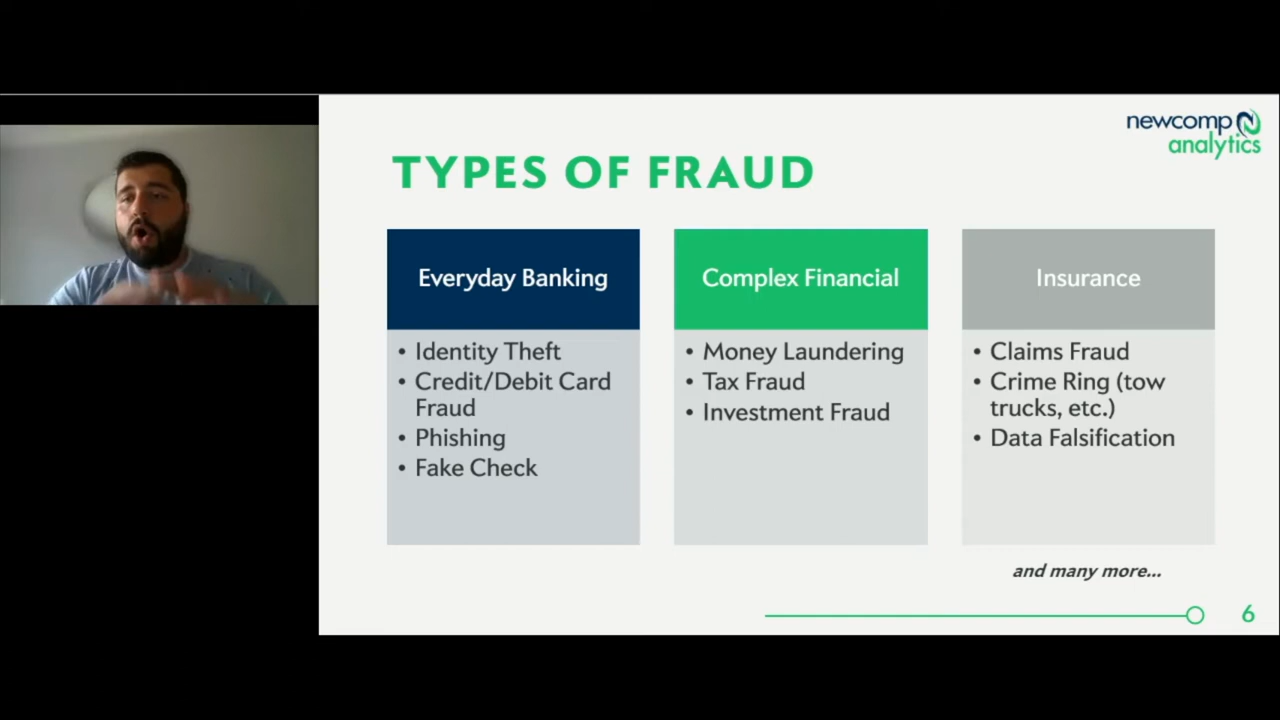 newcomp
analytics
TYPES OF FRAUD
Everyday Banking
• Identity Theft
• Credit/Debit Card
Fraud
• Phishing
• Fake Check
Complex Financial
• Money Laundering
• Tax Fraud
• Investment Fraud
Insurance
• Claims Fraud
• Crime Ring (tow
trucks, etc.)
• Data Falsification
and many more...
6